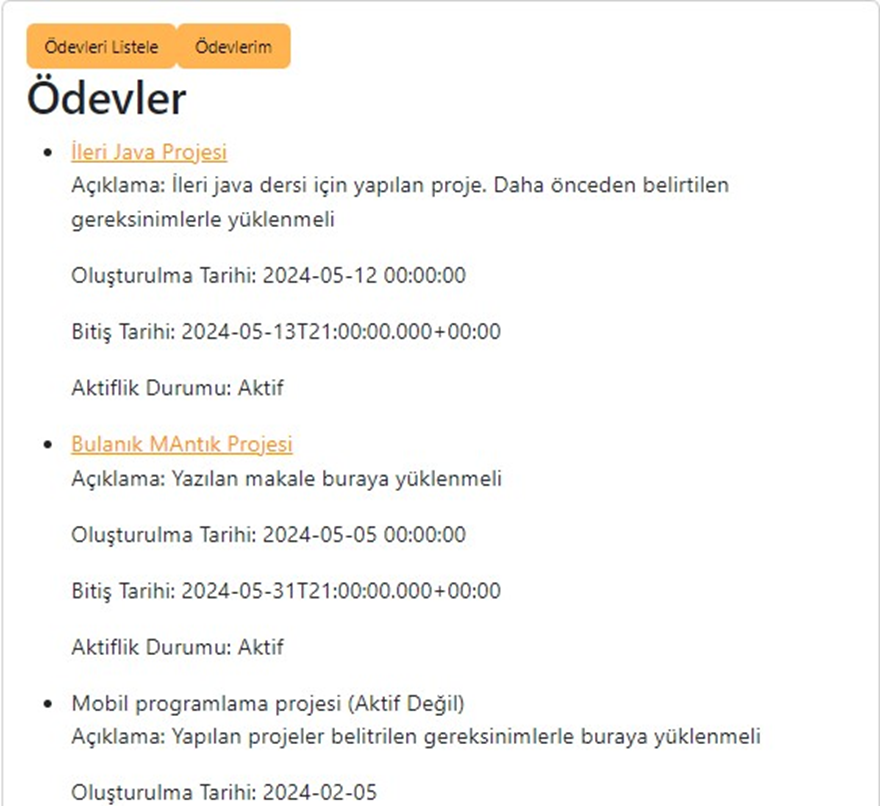 Ödevleri Listele Ödevlerim
Ödevler
İleri Java Projesi
Açıklama: İleri java dersi için yapılan proje. Daha önceden belirtilen
gereksinimlerle yüklenmeli
Oluşturulma Tarihi: 2024-05-12 00:00:00
Bitiş Tarihi: 2024-05-13T21:00:00.000+00:00
Aktiflik Durumu: Aktif
Bulanık MAntık Projesi
Açıklama: Yazılan makale buraya yüklenmeli
Oluşturulma Tarihi: 2024-05-05 00:00:00
Bitiş Tarihi: 2024-05-31T21:00:00.000+00:00
Aktiflik Durumu: Aktif
Mobil programlama projesi (Aktif Değil)
Açıklama: Yapılan projeler belitrilen gereksinimlerle buraya yüklenmeli
Oluşturulma Tarihi: 2024-02-05